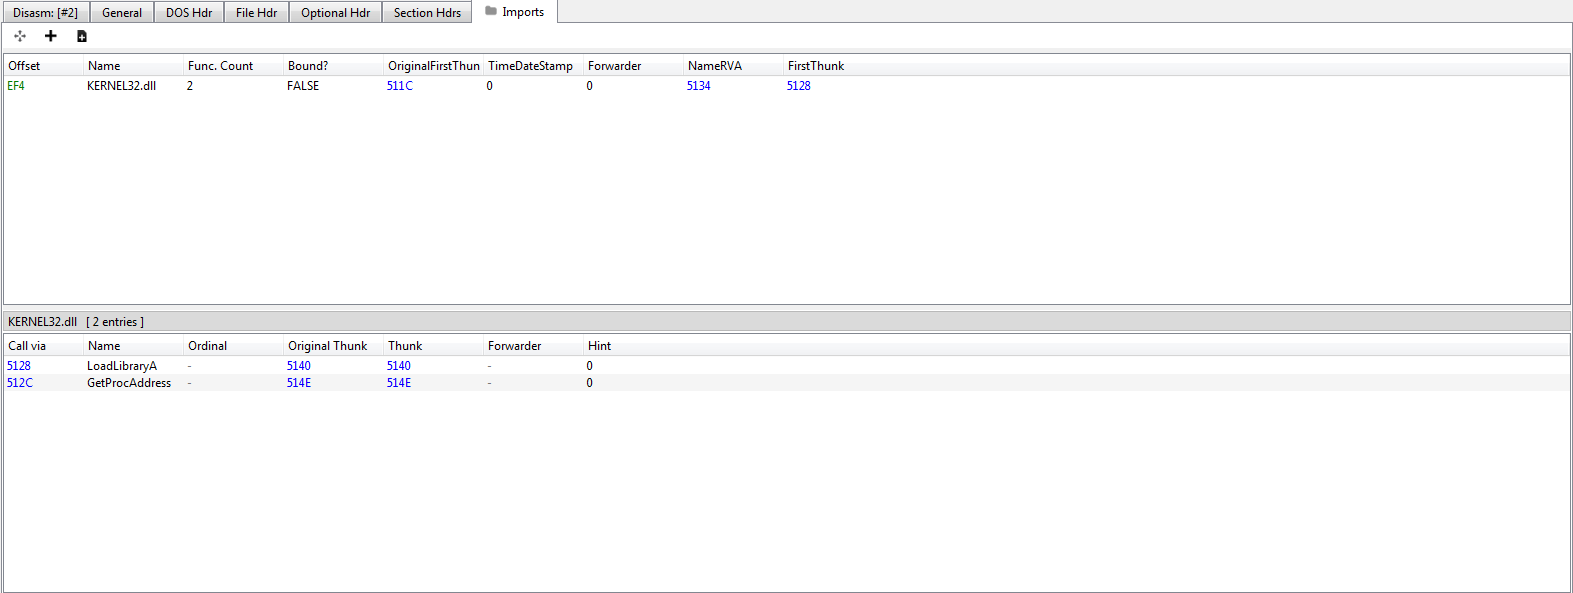 Disasm: [#2] General DOS Hdr File Hdr Optional Hdr Section Hdrs Imports
Offset Name Func. Count Bound? OriginalFirstThun TimeDateStamp Forwarder NameRVA FirstThunk
EF4 KERNEL32.dll 2 FALSE 511C 0 0 5134 5128
KERNEL32.dll [ 2 entries ]
Call via Name Ordinal Original Thunk Thunk Forwarder Hint
5128 LoadLibraryA - 5140 5140 - 0
512C GetProcAddress - 514E 514E - 0